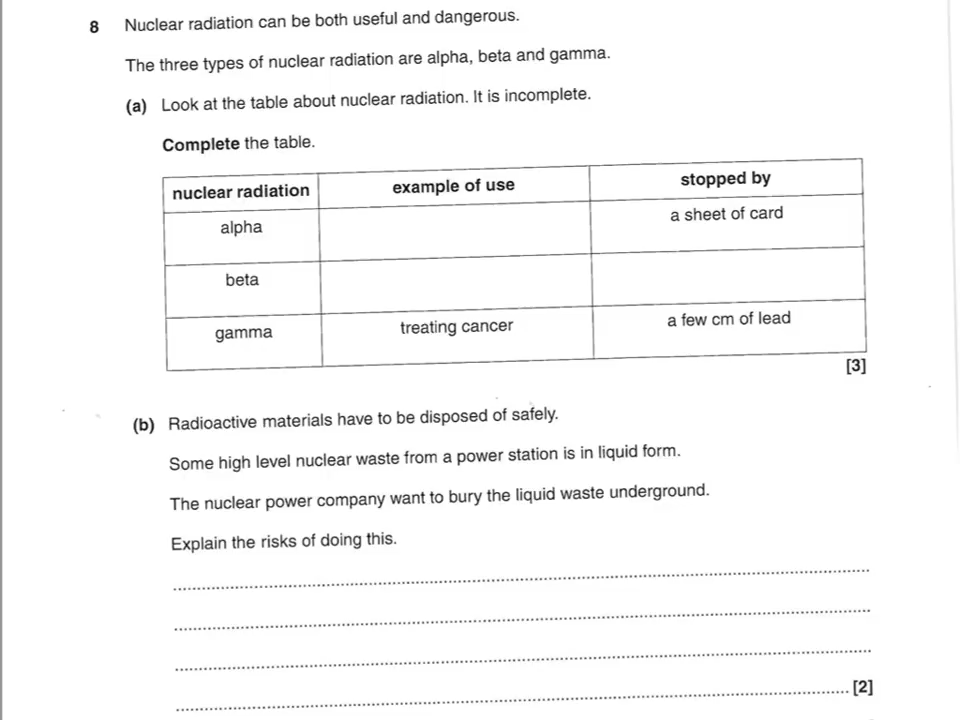 8 Nuclear radiation can be both useful and dangerous.
The three types of nuclear radiation are alpha, beta and gamma.
(a) Look at the table about nuclear radiation. It is incomplete.
Complete the table.
nuclear radiation example of use stopped by
alpha a sheet of card
beta
gamma treating cancer a few cm of lead
[3]
(b) Radioactive materials have to be disposed of safely.
Some high level nuclear waste from a power station is in liquid form.
The nuclear power company want to bury the liquid waste underground.
Explain the risks of doing this.
[2]